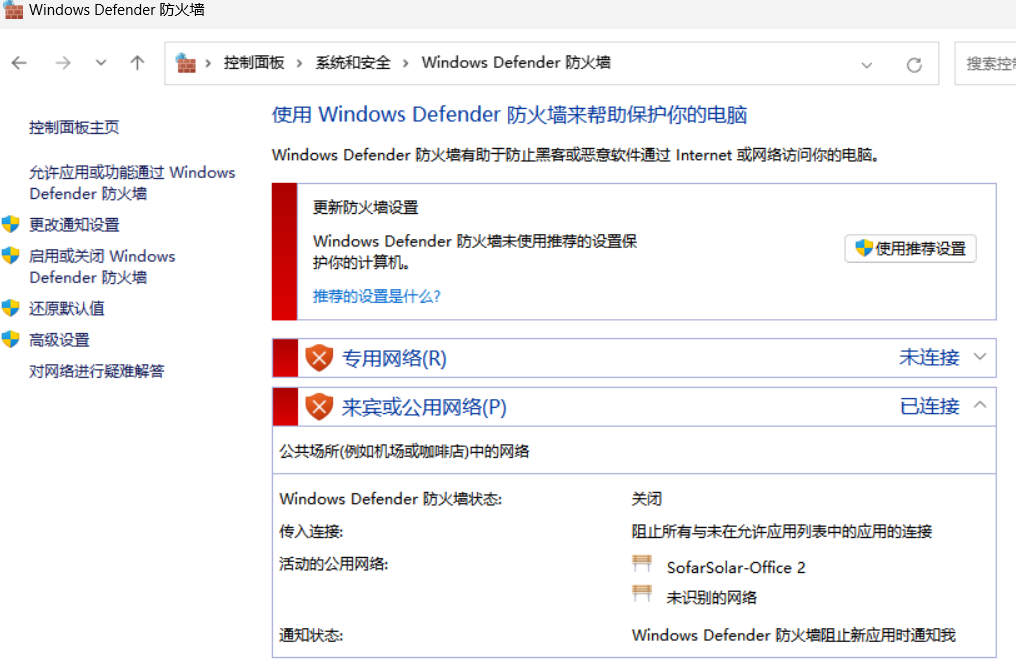 Windows Defender 防火墙
控制面板 › 系统和安全 › Windows Defender 防火墙
搜索控
控制面板主页
允许应用或功能通过 Windows
Defender 防火墙
更改通知设置
启用或关闭 Windows
Defender 防火墙
还原默认值
高级设置
对网络进行疑难解答
使用 Windows Defender 防火墙来帮助保护你的电脑
Windows Defender 防火墙有助于防止黑客或恶意软件通过 Internet 或网络访问你的电脑。
更新防火墙设置
Windows Defender 防火墙未使用推荐的设置保
护你的计算机。
使用推荐设置
推荐的设置是什么?
专用网络(R) 未连接
来宾或公用网络(P) 已连接
公共场所(例如机场或咖啡店)中的网络
Windows Defender 防火墙状态: 关闭
传入连接: 阻止所有与未在允许应用列表中的应用的连接
活动的公用网络: SofarSolar-Office 2
未识别的网络
通知状态: Windows Defender 防火墙阻止新应用时通知我